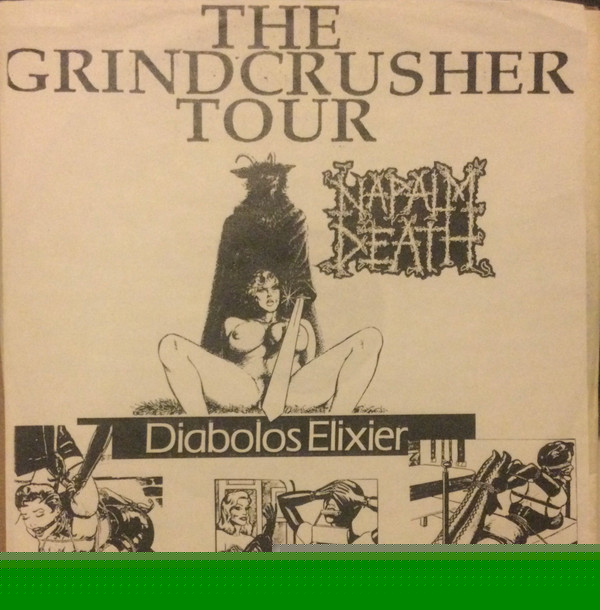 THE
GRINDCRUSHER
TOUR
NAPALM
DEATH
Diabolos Elixier